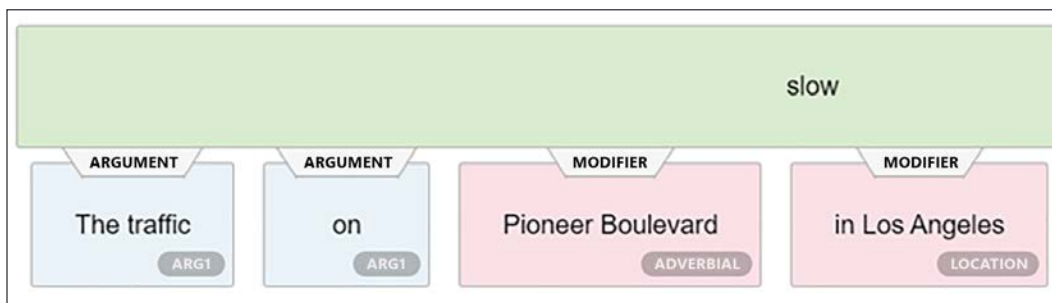 slow
ARGUMENT ARGUMENT MODIFIER MODIFIER
The traffic on Pioneer Boulevard in Los Angeles
ARG1 ARG1 ADVERBIAL LOCATION